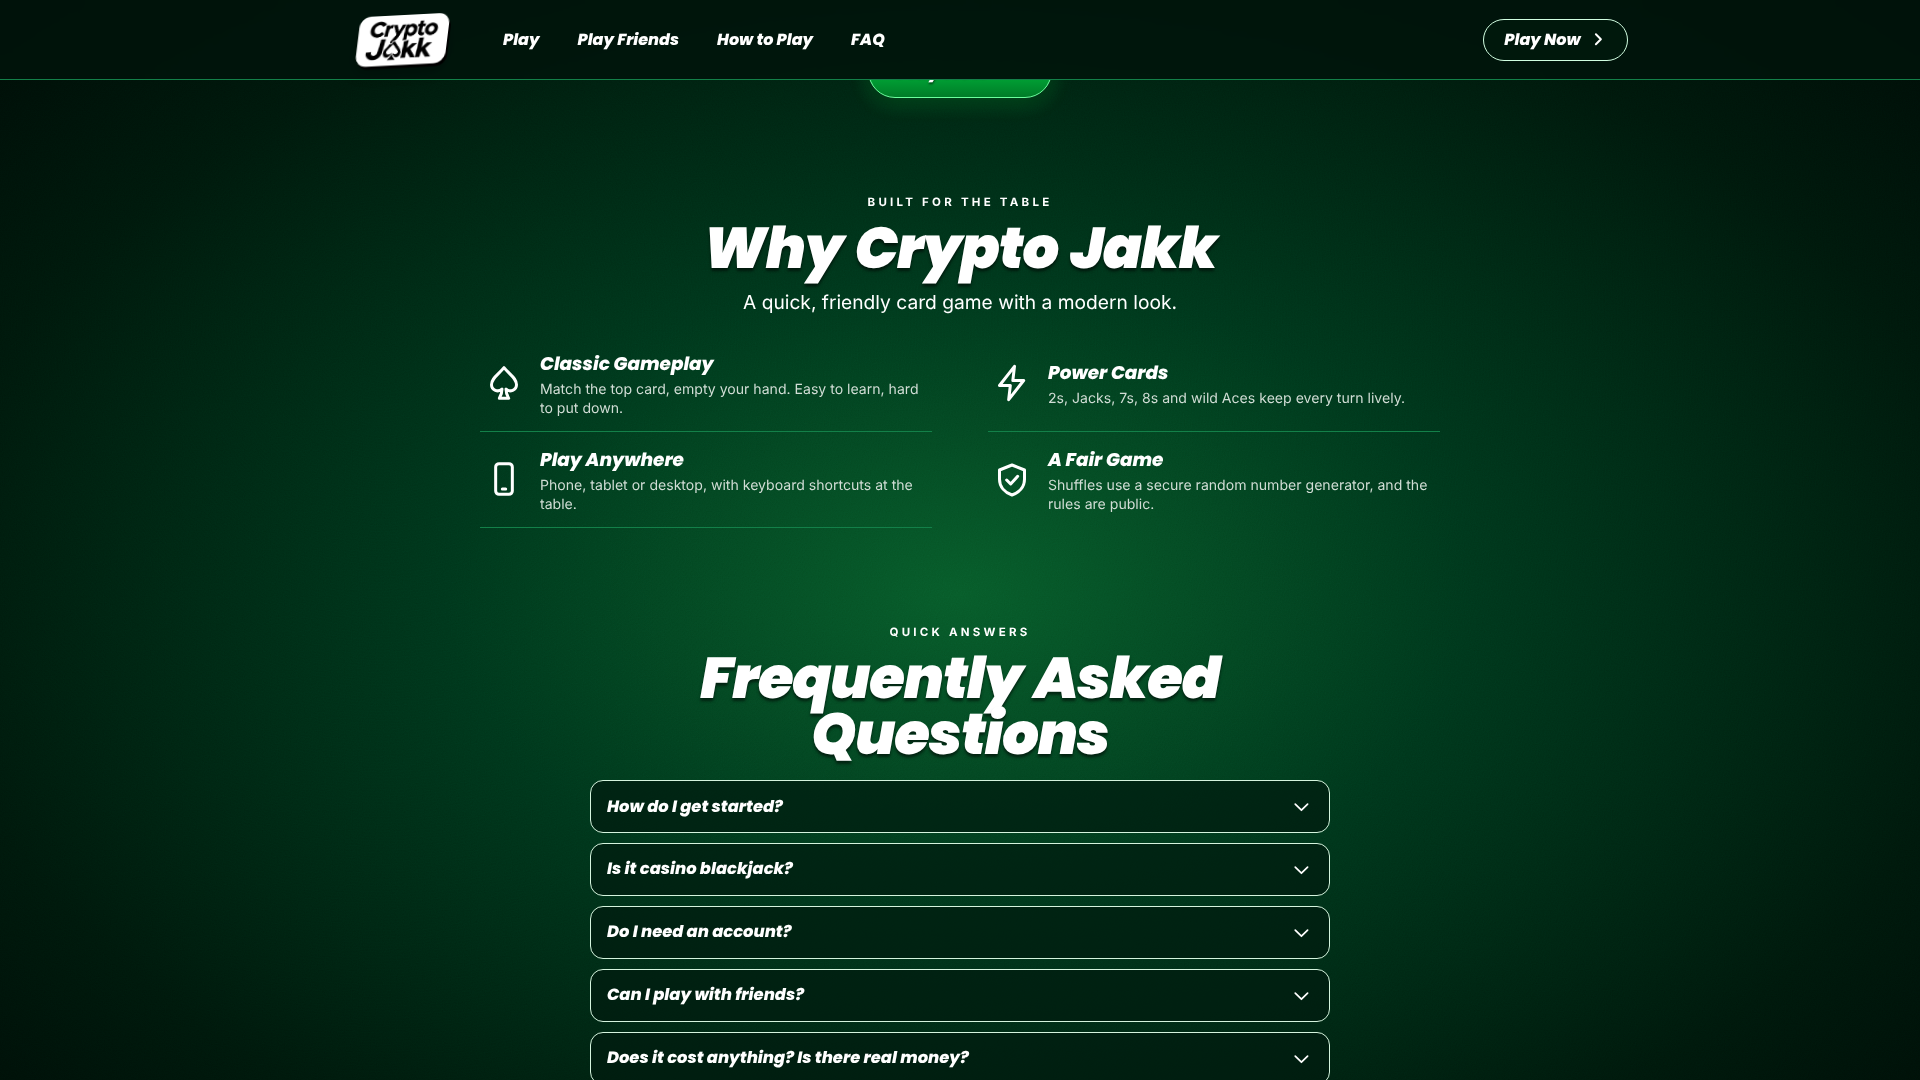 Crypto
Jakk
Play
Play Friends
How to Play
FAQ
Play Now
BUILT FOR THE TABLE
Why Crypto Jakk
A quick, friendly card game with a modern look.
Classic Gameplay
Match the top card, empty your hand. Easy to learn, hard
to put down.
Power Cards
2s, Jacks, 7s, 8s and wild Aces keep every turn lively.
Play Anywhere
Phone, tablet or desktop, with keyboard shortcuts at the
table.
A Fair Game
Shuffles use a secure random number generator, and the
rules are public.
QUICK ANSWERS
Frequently Asked
Questions
How do I get started?
Is it casino blackjack?
Do I need an account?
Can I play with friends?
Does it cost anything? Is there real money?